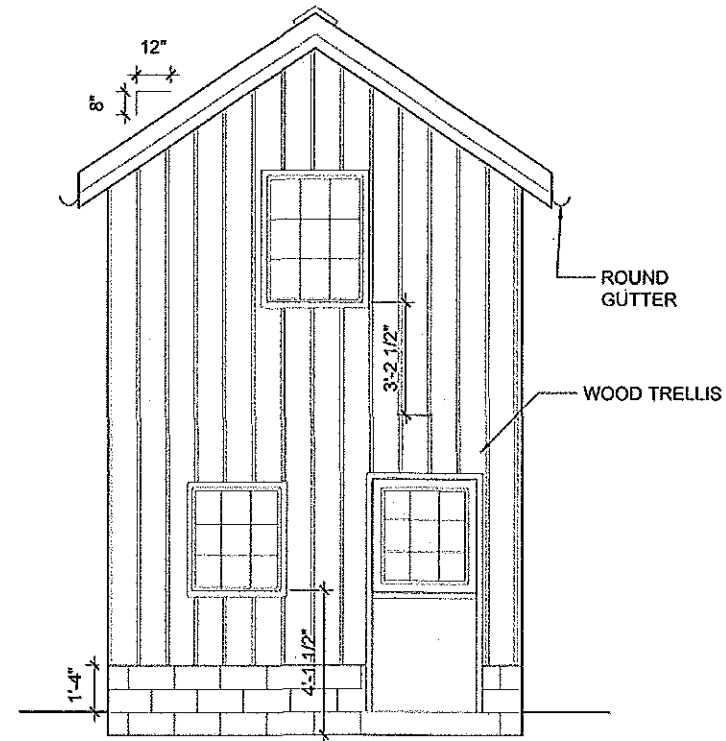 12"
8"
ROUND
GUTTER
3'-2 1/2"
WOOD TRELLIS
4'-1 1/2"
1'-4"